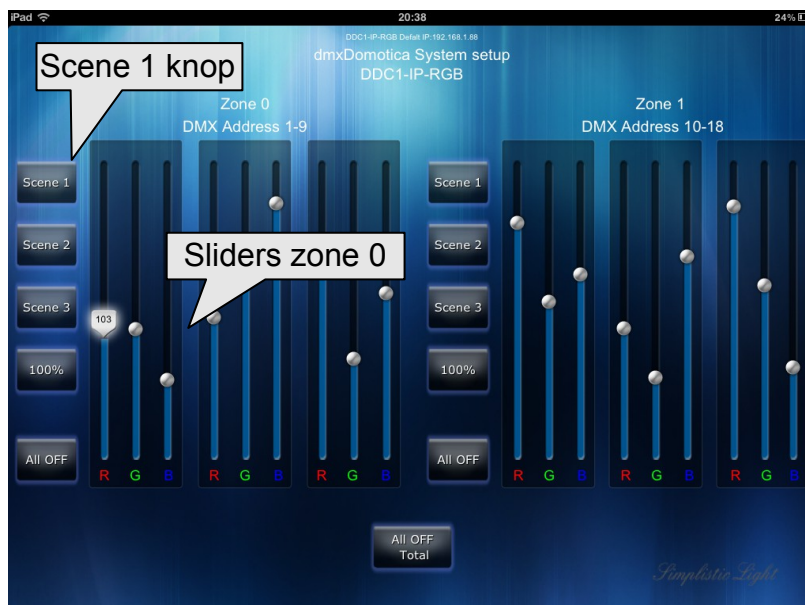 iPad 20:38 24%
DDC1-IP-RGB Defalt IP:192.168.1.88
dmxDomotica System setup
DDC1-IP-RGB
Scene 1 knop
Zone 0
DMX Address 1-9
Zone 1
DMX Address 10-18
Scene 1
Scene 2
Scene 3
100%
All OFF
Sliders zone 0
103
R G B R G B R G B
Scene 1
Scene 2
Scene 3
100%
All OFF
R G B R G B R G B
All OFF
Total
Simplistic Light